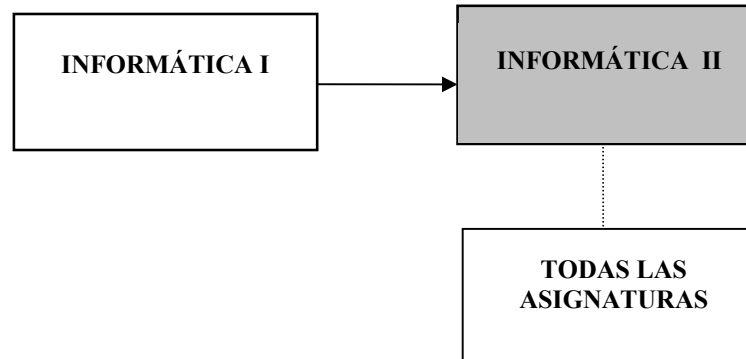 INFORMÁTICA I
INFORMÁTICA II
TODAS LAS
ASIGNATURAS